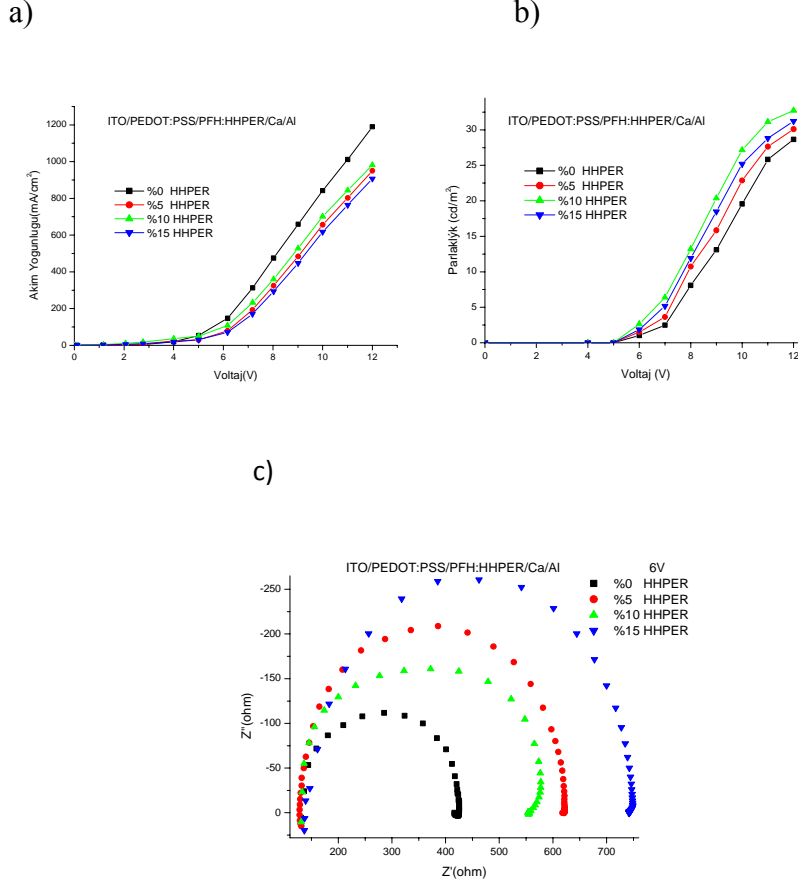 a)
b)
ITO/PEDOT:PSS/PFH:HHPER/Ca/Al
%0 HHPER
%5 HHPER
%10 HHPER
%15 HHPER
Akim Yogunlugu(mA/cm²)
1200
1000
800
600
400
200
0
0 2 4 6 8 10 12
Voltaj(V)
ITO/PEDOT:PSS/PFH:HHPER/Ca/Al
%0 HHPER
%5 HHPER
%10 HHPER
%15 HHPER
Parlaklyk (cd/m²)
30
25
20
15
10
5
0
0 2 4 6 8 10 12
Voltaj (V)
c)
ITO/PEDOT:PSS/PFH:HHPER/Ca/Al 6V
%0 HHPER
%5 HHPER
%10 HHPER
%15 HHPER
Z''(ohm)
-250
-200
-150
-100
-50
0
200 300 400 500 600 700
Z'(ohm)